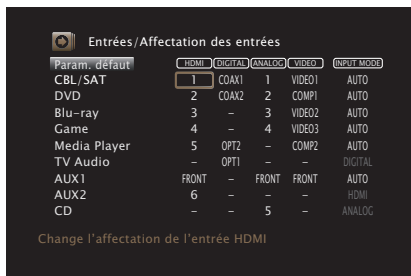 Entrées/Affectation des entrées
Param. défaut HDMI DIGITAL ANALOG VIDEO INPUT MODE
CBL/SAT 1 COAX1 1 VIDEO1 AUTO
DVD 2 COAX2 2 COMP1 AUTO
Blu-ray 3 - 3 VIDEO2 AUTO
Game 4 - 4 VIDEO3 AUTO
Media Player 5 OPT2 - COMP2 AUTO
TV Audio - OPT1 - - DIGITAL
AUX1 FRONT - FRONT FRONT AUTO
AUX2 6 - - - HDMI
CD - - 5 - ANALOG
Change l'affectation de l'entrée HDMI